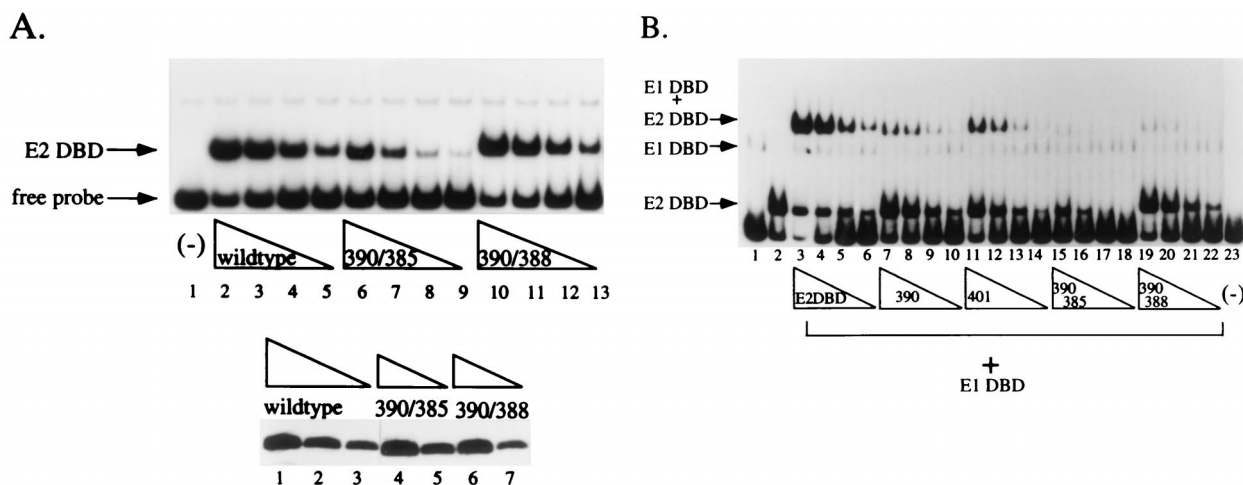 A.
E2 DBD
free probe
(-) wildtype 390/385 390/388
1 2 3 4 5 6 7 8 9 10 11 12 13
wildtype 390/385 390/388
1 2 3 4 5 6 7
B.
E1 DBD
+
E2 DBD
E1 DBD
E2 DBD
1 2 3 4 5 6 7 8 9 10 11 12 13 14 15 16 17 18 19 20 21 22 23
E2DBD 390 401 390 385 390 388 (-)
+
E1 DBD